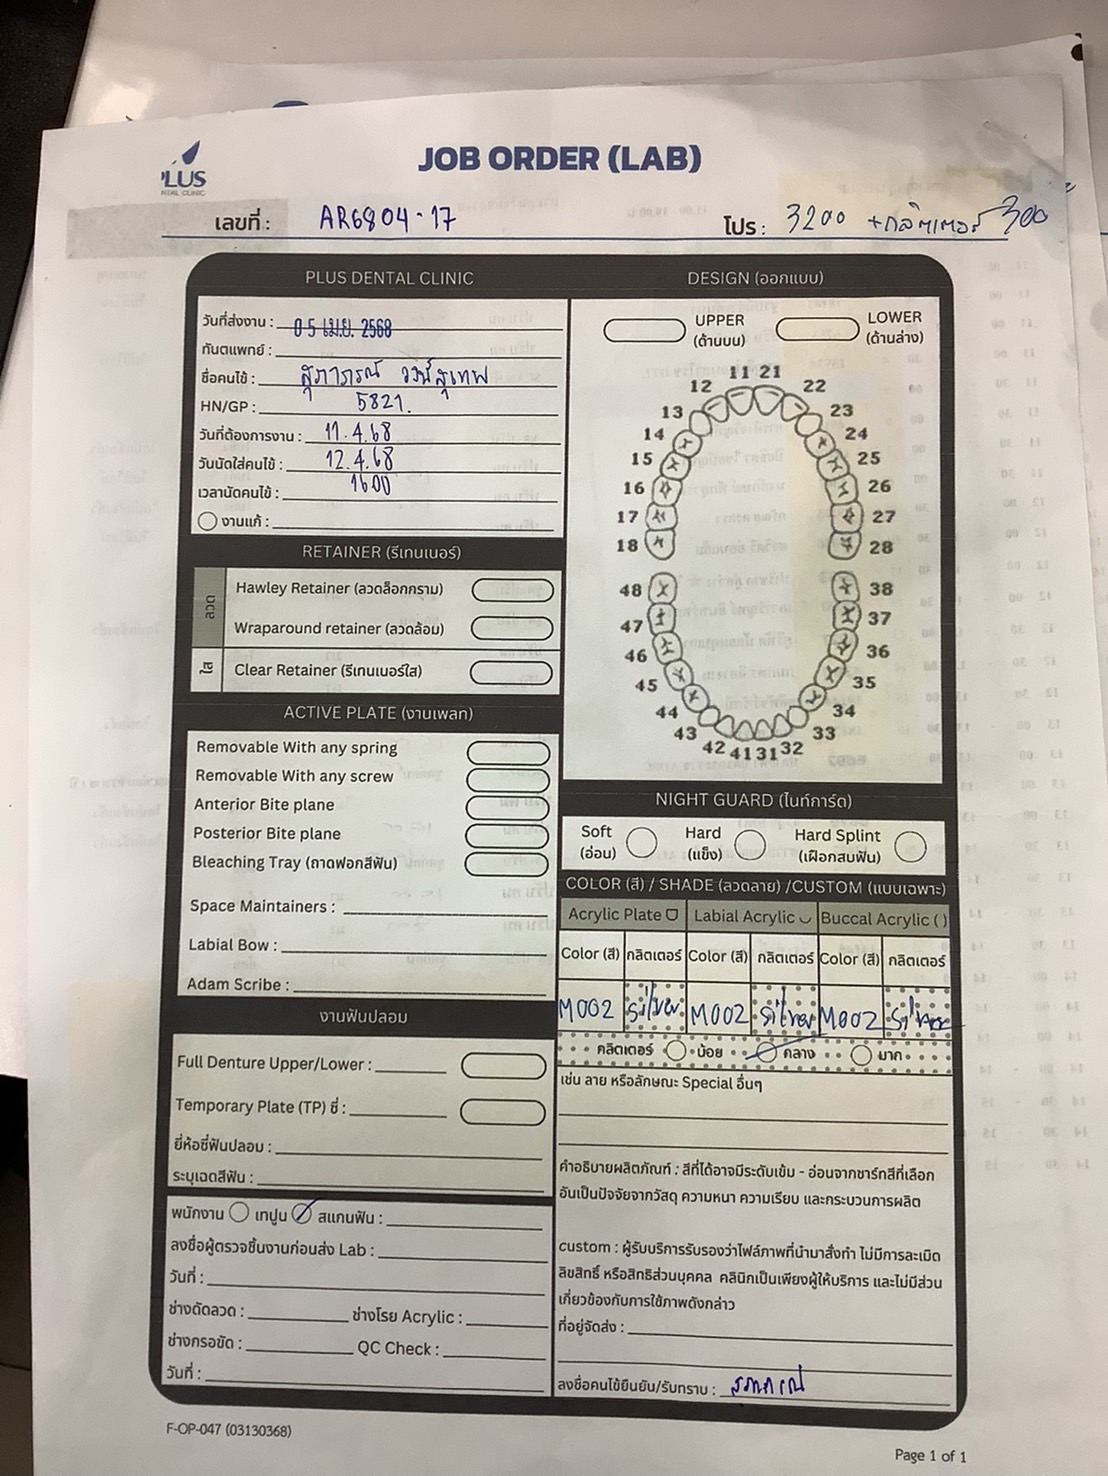 PLUS
DENTAL CLINIC
JOB ORDER (LAB)
เลขที่ : AR6804-17
โปร : 3200 +กลิตเตอร์ 300
PLUS DENTAL CLINIC
วันที่ส่งงาน : 05 เม.ย. 2568
ทันตแพทย์ :
ชื่อคนไข้ : สุภาภรณ์ วงษ์สุเทพ
HN/GP : 5821.
วันที่ต้องการงาน : 11.4.68
วันนัดใส่คนไข้ : 12.4.68
เวลานัดคนไข้ : 1600
งานแก้ :
RETAINER (รีเทนเนอร์)
ลวด
Hawley Retainer (ลวดล็อกกราม)
Wraparound retainer (ลวดล้อม)
ใส
Clear Retainer (รีเทนเนอร์ใส)
ACTIVE PLATE (งานเพลท)
Removable With any spring
Removable With any screw
Anterior Bite plane
Posterior Bite plane
Bleaching Tray (ถาดฟอกสีฟัน)
Space Maintainers :
Labial Bow :
Adam Scribe :
งานฟันปลอม
Full Denture Upper/Lower :
Temporary Plate (TP) ซี่ :
ยี่ห้อซี่ฟันปลอม :
ระบุเฉดสีฟัน :
พนักงาน เทปูน สแกนฟัน :
ลงชื่อผู้ตรวจชิ้นงานก่อนส่ง Lab :
วันที่ :
ช่างดัดลวด : ช่างโรย Acrylic :
ช่างกรอขัด : QC Check :
วันที่ :
DESIGN (ออกแบบ)
UPPER LOWER
(ด้านบน) (ด้านล่าง)
11 21
12 22
13 23
14 24
15 25
16 26
17 27
18 28
48 38
47 37
46 36
45 35
44 34
43 33
42 41 31 32
NIGHT GUARD (ไนท์การ์ด)
Soft Hard Hard Splint
(อ่อน) (แข็ง) (เฝือกสบฟัน)
COLOR (สี) / SHADE (ลวดลาย) /CUSTOM (แบบเฉพาะ)
Acrylic Plate Labial Acrylic Buccal Acrylic ( )
Color (สี) กลิตเตอร์ Color (สี) กลิตเตอร์ Color (สี) กลิตเตอร์
M002 silver M002 silver M002 silver
กลิตเตอร์ น้อย กลาง มาก
เช่น ลาย หรือลักษณะ Special อื่นๆ
คำอธิบายผลิตภัณฑ์ : สีที่ได้อาจมีระดับเข้ม - อ่อนจากชาร์ทสีที่เลือก
อันเป็นปัจจัยจากวัสดุ ความหนา ความเรียบ และกระบวนการผลิต
custom : ผู้รับบริการรับรองว่าไฟล์ภาพที่นำมาสั่งทำ ไม่มีการละเมิด
ลิขสิทธิ์ หรือสิทธิส่วนบุคคล คลินิกเป็นเพียงผู้ให้บริการ และไม่มีส่วน
เกี่ยวข้องกับการใช้ภาพดังกล่าว
ที่อยู่จัดส่ง :
ลงชื่อคนไข้ยืนยัน/รับทราบ :
F-OP-047 (03130368)
Page 1 of 1